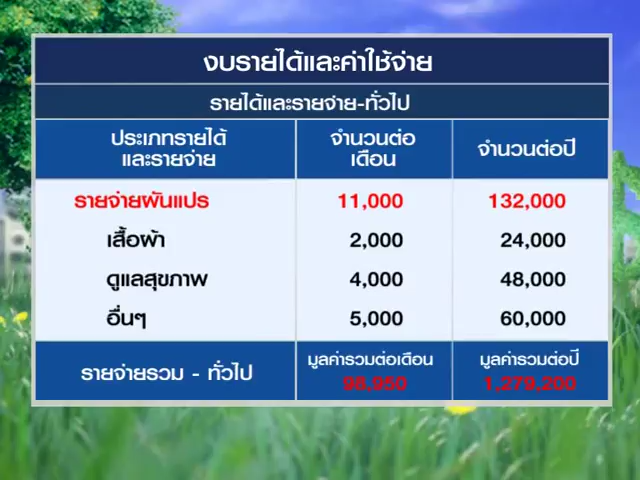 งบรายได้และค่าใช้จ่าย
รายได้และรายจ่าย-ทั่วไป
ประเภทรายได้และรายจ่าย จำนวนต่อเดือน จำนวนต่อปี
รายจ่ายผันแปร 11,000 132,000
เสื้อผ้า 2,000 24,000
ดูแลสุขภาพ 4,000 48,000
อื่นๆ 5,000 60,000
รายจ่ายรวม - ทั่วไป มูลค่ารวมต่อเดือน มูลค่ารวมต่อปี
98,950 1,279,200